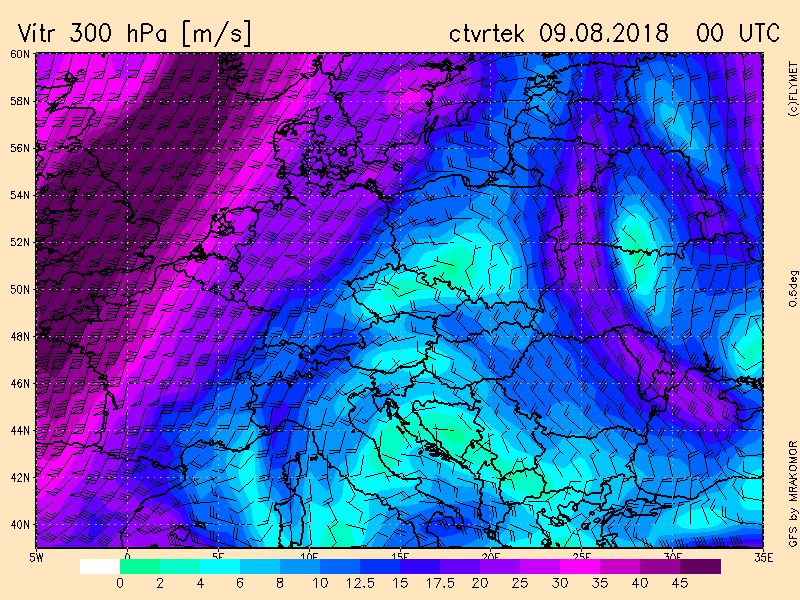 Vítr 300 hPa [m/s]
čtvrtek 09.08.2018 00 UTC
(c)FLYMET
0.5deg
GFS by MRAKOMOR
60N
58N
56N
54N
52N
50N
48N
46N
44N
42N
40N
5W 0 5E 10E 15E 20E 25E 30E 35E
0 2 4 6 8 10 12.5 15 17.5 20 25 30 35 40 45